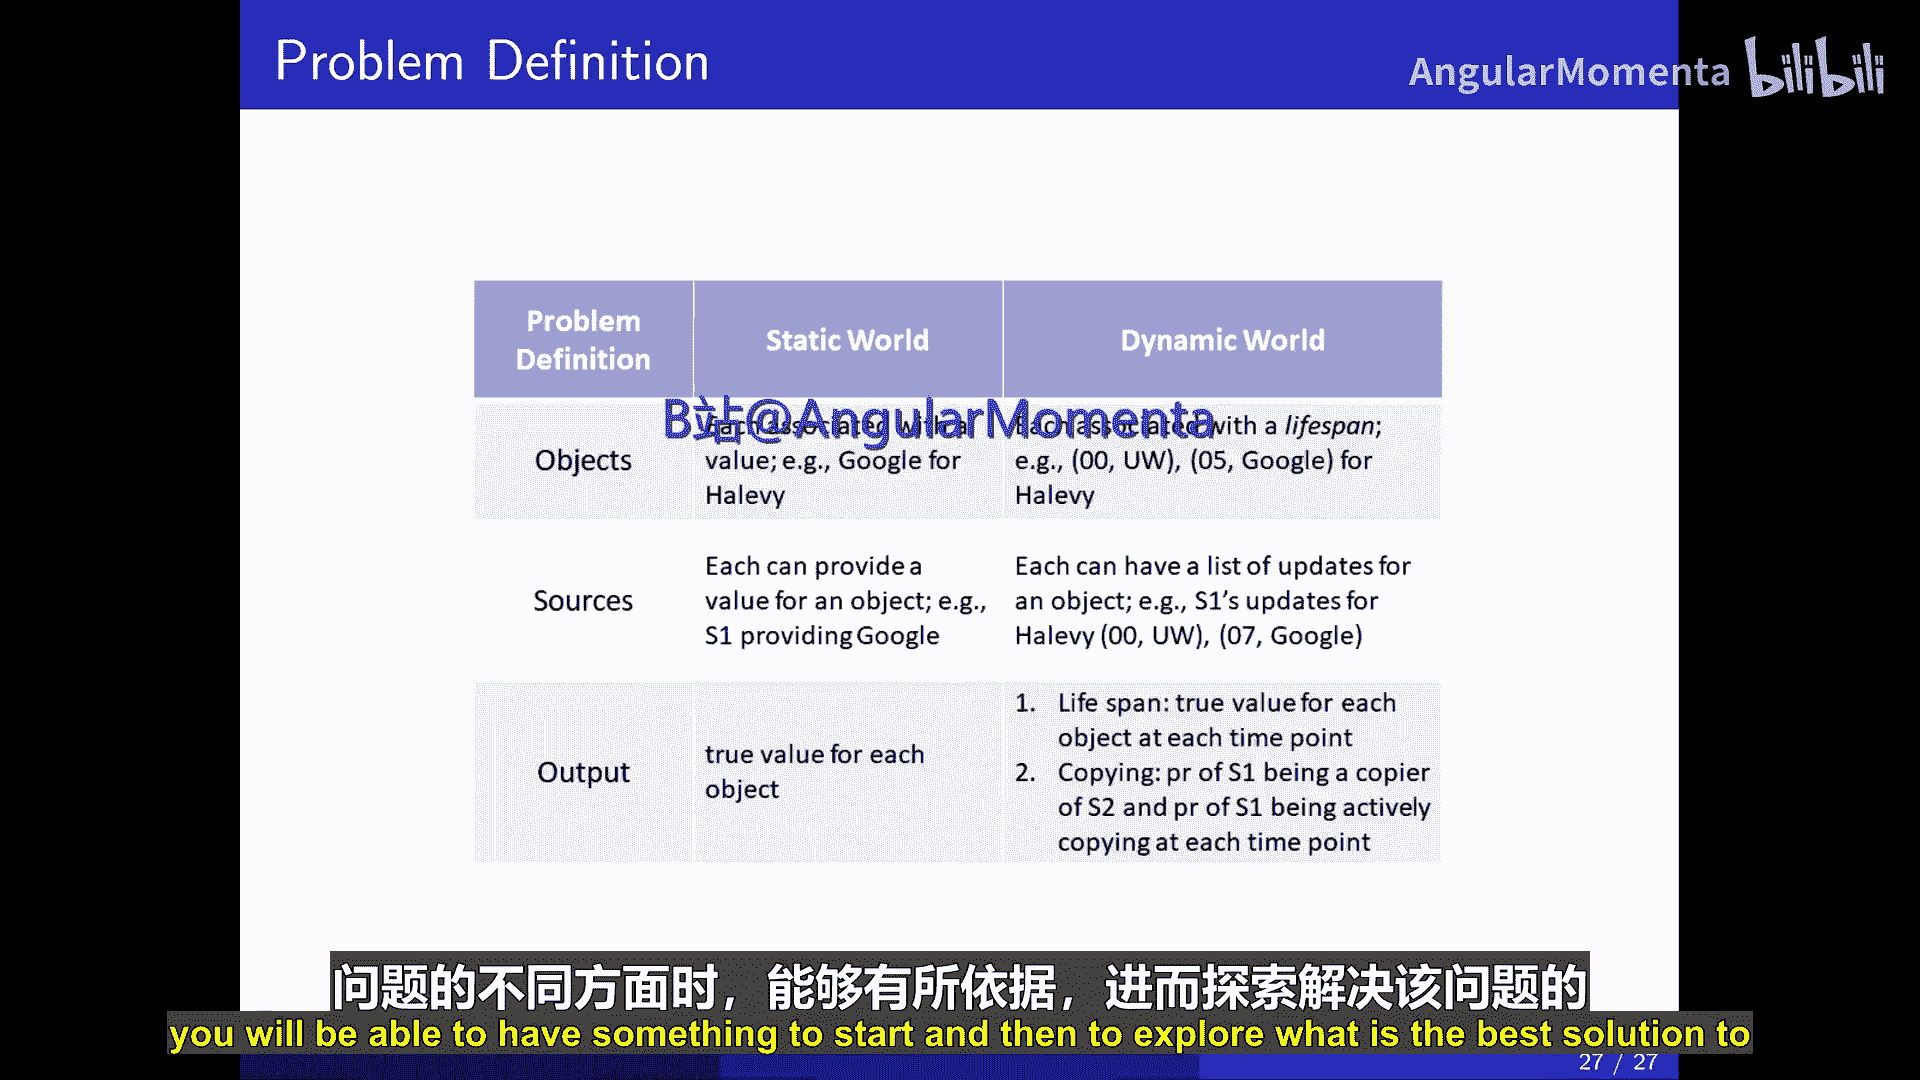 Problem Definition
AngularMomenta bilibili
Problem
Definition
Static World
Dynamic World
B站@AngularMomenta
Objects
Each associated with a
value; e.g., Google for
Halevy
Each associated with a lifespan;
e.g., (00, UW), (05, Google) for
Halevy
Sources
Each can provide a
value for an object; e.g.,
S1 providing Google
Each can have a list of updates for
an object; e.g., S1’s updates for
Halevy (00, UW), (07, Google)
Output
true value for each
object
1. Life span: true value for each
object at each time point
2. Copying: pr of S1 being a copier
of S2 and pr of S1 being actively
copying at each time point
问题的不同方面时，能够有所依据，进而探索解决该问题的
you will be able to have something to start and then to explore what is the best solution to
27 / 27